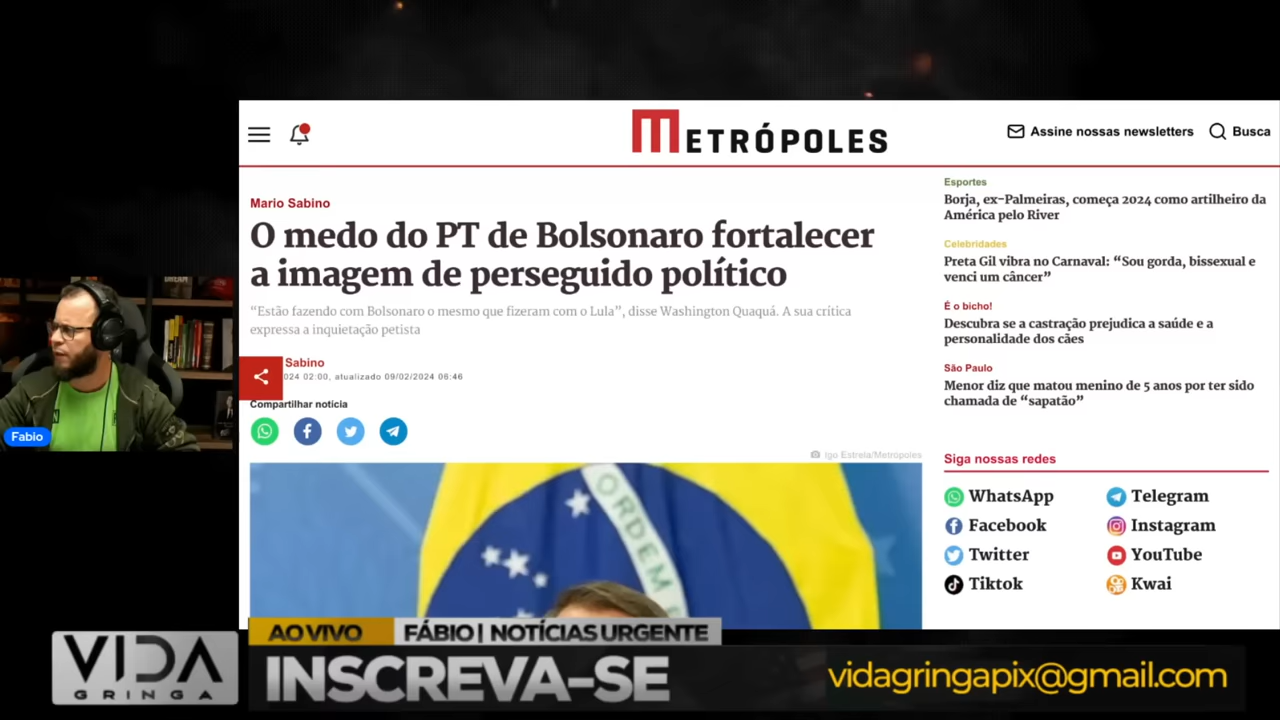 METRÓPOLES
Assine nossas newsletters
Busca
Mario Sabino
O medo do PT de Bolsonaro fortalecer
a imagem de perseguido político
“Estão fazendo com Bolsonaro o mesmo que fizeram com o Lula”, disse Washington Quaquá. A sua crítica
expressa a inquietação petista
Sabino
024 02:00, atualizado 09/02/2024 06:46
Compartilhar notícia
Igo Estrela/Metropoles
ORDEM
Esportes
Borja, ex-Palmeiras, começa 2024 como artilheiro da
América pelo River
Celebridades
Preta Gil vibra no Carnaval: “Sou gorda, bissexual e
venci um câncer”
É o bicho!
Descubra se a castração prejudica a saúde e a
personalidade dos cães
São Paulo
Menor diz que matou menino de 5 anos por ter sido
chamada de “sapatão”
Siga nossas redes
WhatsApp
Telegram
Facebook
Instagram
Twitter
YouTube
Tiktok
Kwai
Fabio
VIDA
GRINGA
AO VIVO
FÁBIO | NOTÍCIAS URGENTE
INSCREVA-SE
vidagringapix@gmail.com